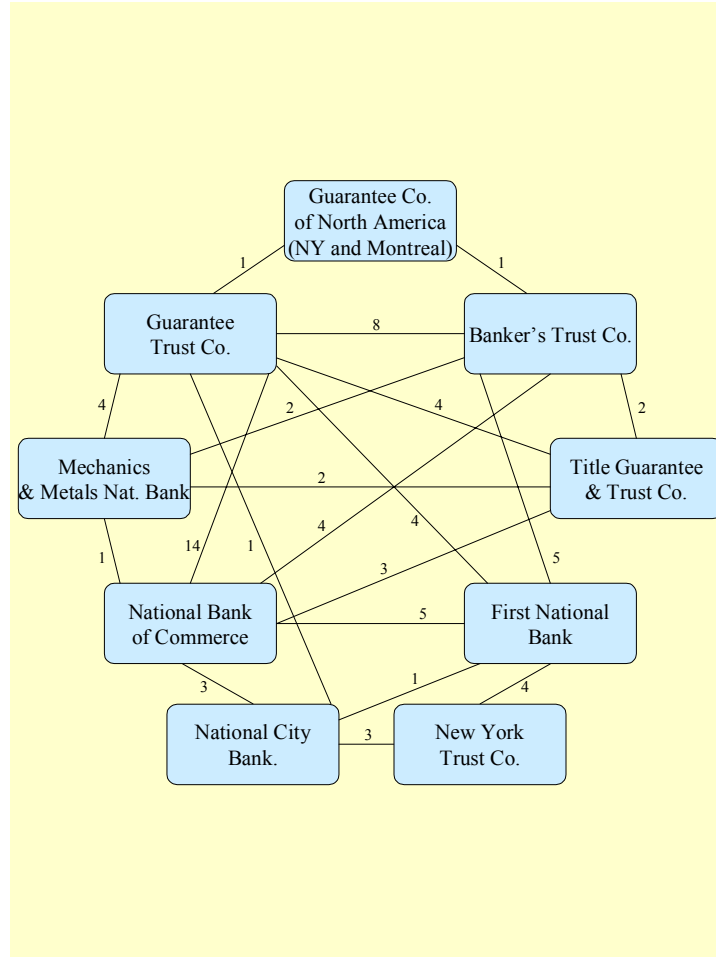 Guarantee Co.
of North America
(NY and Montreal)
1
1
Guarantee
Trust Co.
8
Banker's Trust Co.
4
2
4
2
Mechanics
& Metals Nat. Bank
2
Title Guarantee
& Trust Co.
1
14
1
4
4
3
5
National Bank
of Commerce
5
First National
Bank
3
1
4
National City
Bank.
3
New York
Trust Co.